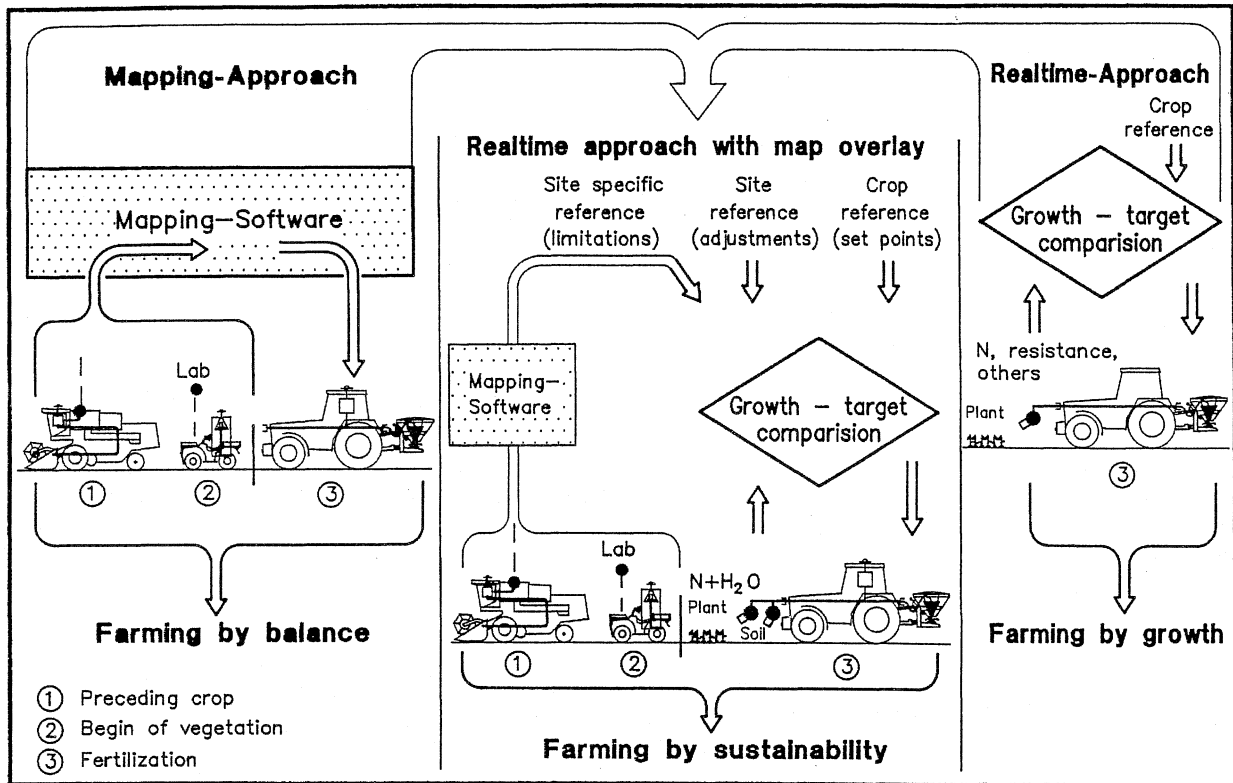 Mapping-Approach
Mapping–Software
Lab
①
②
③
Farming by balance
① Preceding crop
② Begin of vegetation
③ Fertilization
Realtime approach with map overlay
Site specific
reference
(limitations)
Site
reference
(adjustments)
Crop
reference
(set points)
Mapping–
Software
Growth – target
comparision
Lab
N+H₂O
Plant
Soil
①
②
③
Farming by sustainability
Realtime-Approach
Crop
reference
Growth – target
comparision
N, resistance,
others
Plant
③
Farming by growth